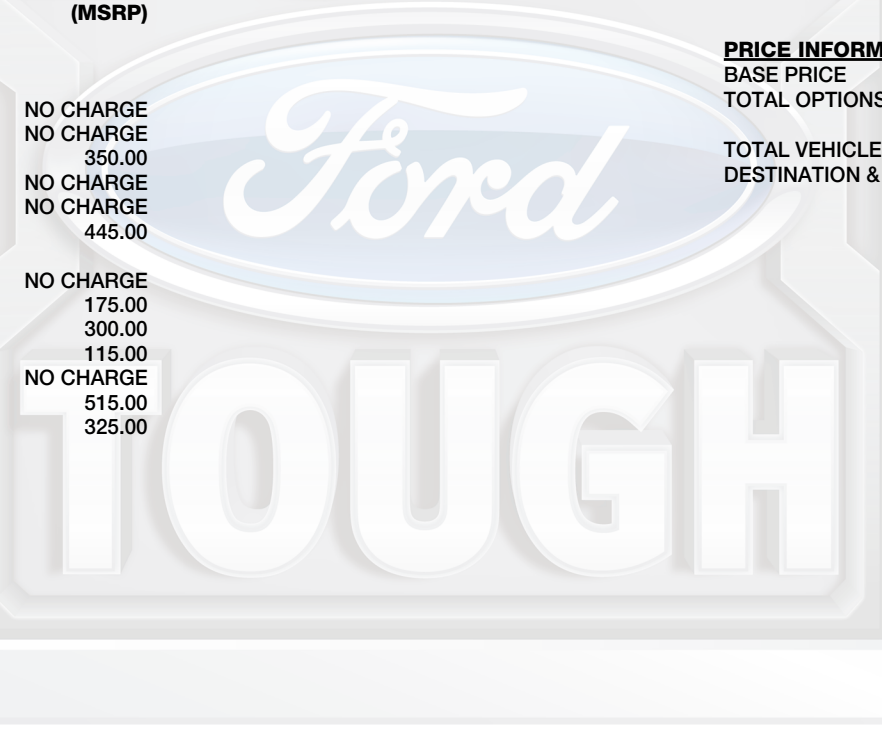 (MSRP)
NO CHARGE
NO CHARGE
350.00
NO CHARGE
NO CHARGE
445.00
NO CHARGE
175.00
300.00
115.00
NO CHARGE
515.00
325.00
PRICE INFORM
BASE PRICE
TOTAL OPTIONS
TOTAL VEHICLE
DESTINATION &
Ford
TOUGH